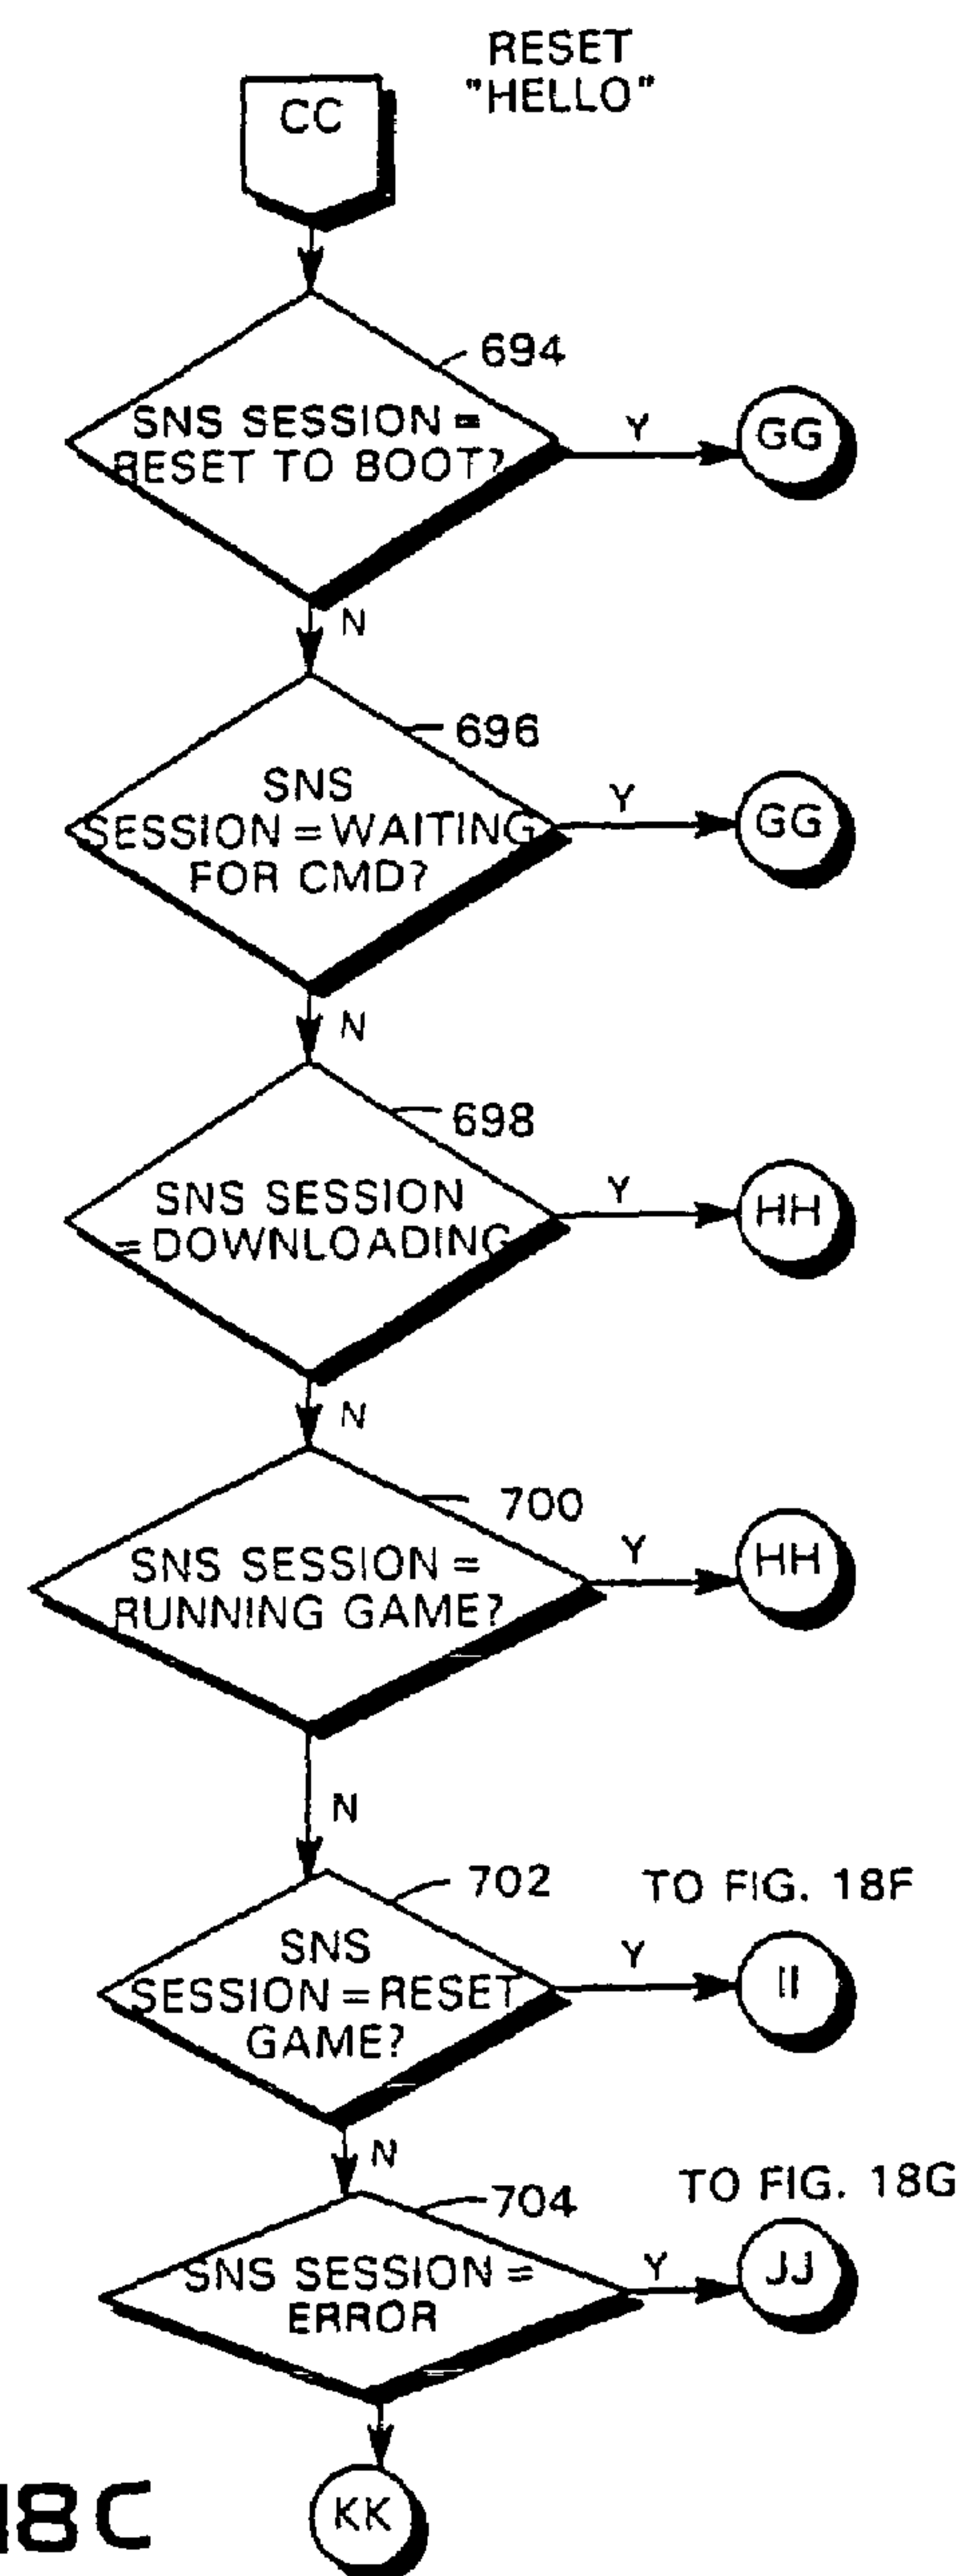 RESET
"HELLO"
CC
694
SNS SESSION =
RESET TO BOOT?
Y
GG
N
696
SNS
SESSION = WAITING
FOR CMD?
Y
GG
N
698
SNS SESSION
= DOWNLOADING
Y
HH
N
700
SNS SESSION =
RUNNING GAME?
Y
HH
N
702
TO FIG. 18F
SNS
SESSION = RESET
GAME?
Y
II
N
704
TO FIG. 18G
SNS SESSION =
ERROR
Y
JJ
KK
18C